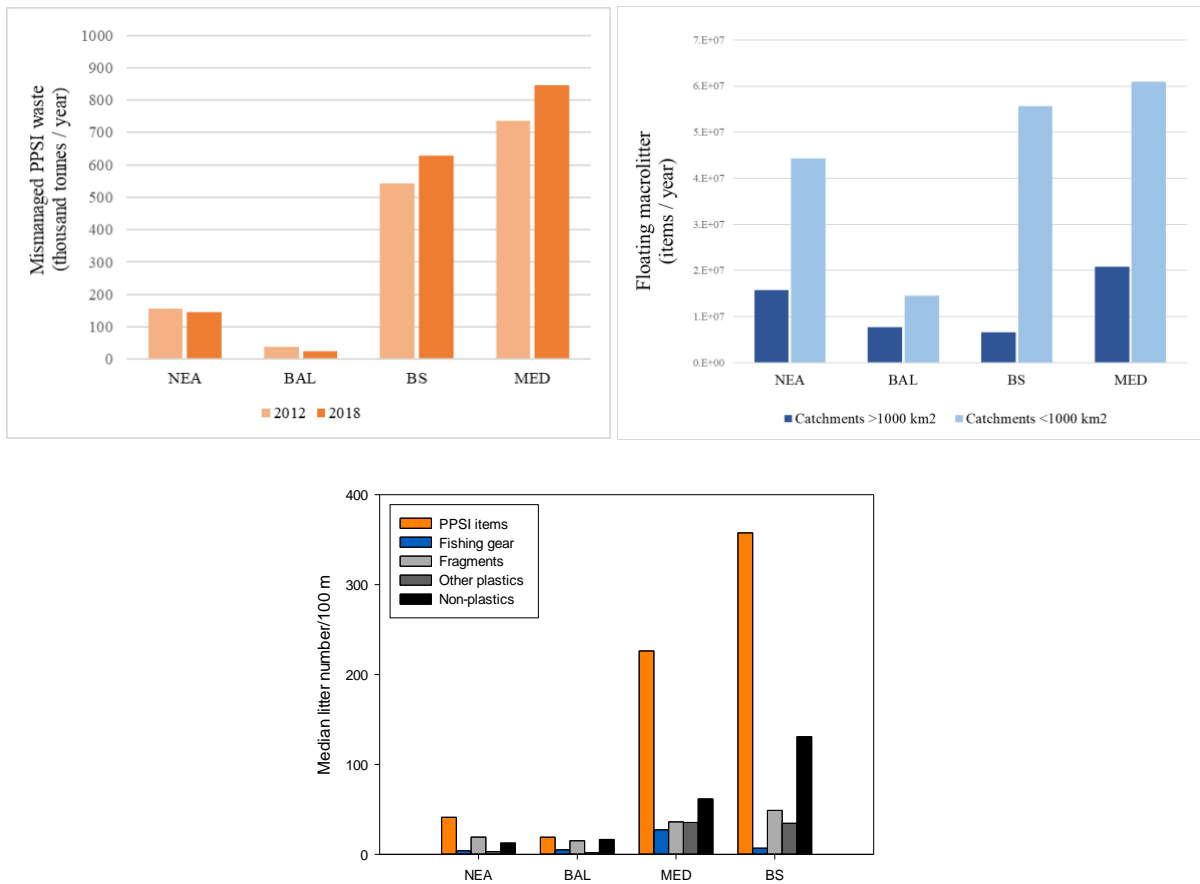 Mismanaged PPSI waste
(thousand tonnes / year)
1000
900
800
700
600
500
400
300
200
100
0
NEA BAL BS MED
2012 2018
Floating macrolitter
(items / year)
7.E+07
6.E+07
5.E+07
4.E+07
3.E+07
2.E+07
1.E+07
0.E+00
NEA BAL BS MED
Catchments >1000 km2 Catchments <1000 km2
Median litter number/100 m
400
300
200
100
0
PPSI items
Fishing gear
Fragments
Other plastics
Non-plastics
NEA BAL MED BS